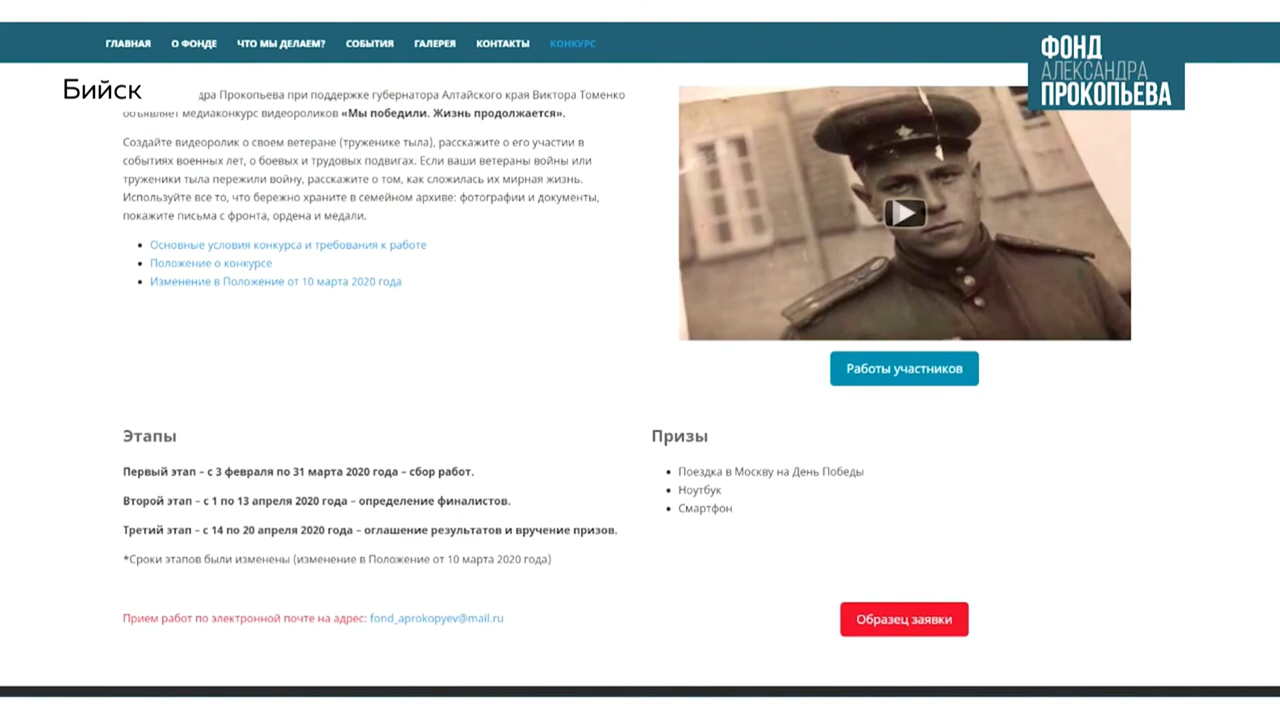 ГЛАВНАЯ О ФОНДЕ ЧТО МЫ ДЕЛАЕМ? СОБЫТИЯ ГАЛЕРЕЯ КОНТАКТЫ КОНКУРС
ФОНД
АЛЕКСАНДРА
ПРОКОПЬЕВА
Бийск
Прокопьева при поддержке губернатора Алтайского края Виктора Томенко
объявляет медиаконкурс видеороликов «Мы победили. Жизнь продолжается».
Создайте видеоролик о своем ветеране (труженике тыла), расскажите о его участии в
событиях военных лет, о боевых и трудовых подвигах. Если ваши ветераны войны или
труженики тыла пережили войну, расскажите о том, как сложилась их мирная жизнь.
Используйте все то, что бережно храните в семейном архиве: фотографии и документы,
покажите письма с фронта, ордена и медали.
Основные условия конкурса и требования к работе
Положение о конкурсе
Изменение в Положение от 10 марта 2020 года
Работы участников
Этапы
Первый этап – с 3 февраля по 31 марта 2020 года – сбор работ.
Второй этап – с 1 по 13 апреля 2020 года – определение финалистов.
Третий этап – с 14 по 20 апреля 2020 года – оглашение результатов и вручение призов.
*Сроки этапов были изменены (изменение в Положение от 10 марта 2020 года)
Призы
Поездка в Москву на День Победы
Ноутбук
Смартфон
Прием работ по электронной почте на адрес: fond_aprokopyev@mail.ru
Образец заявки